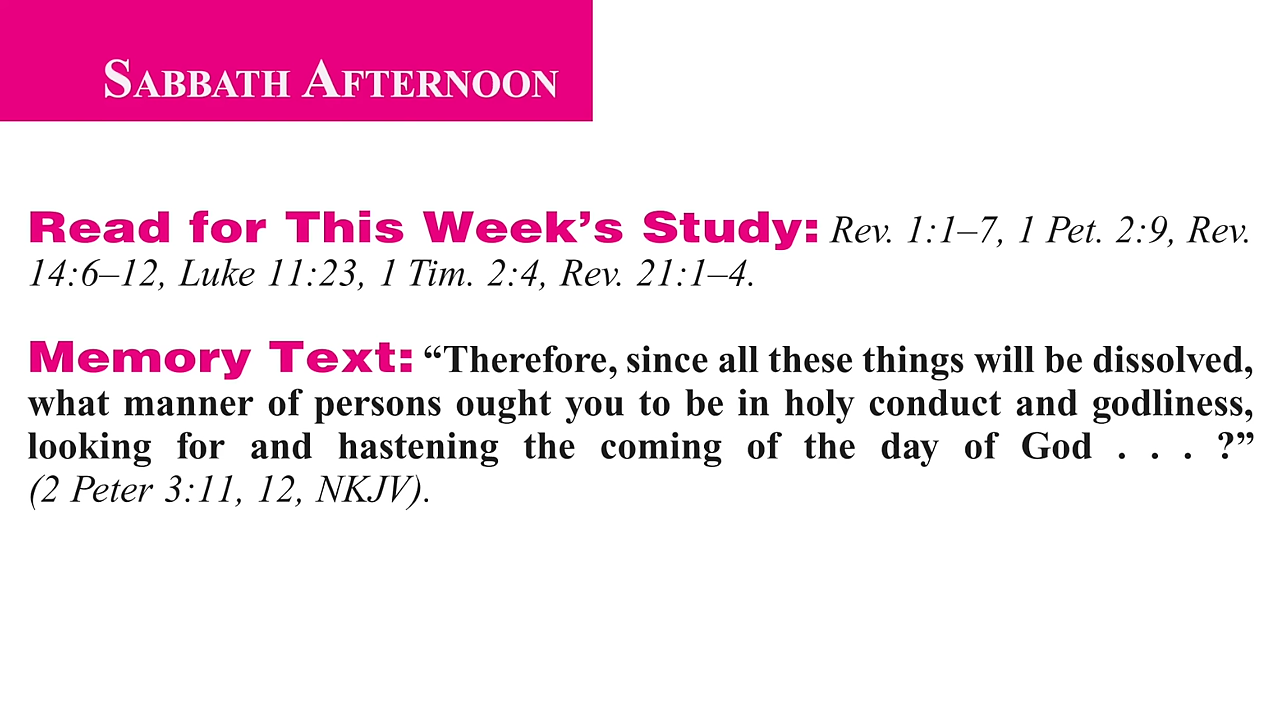 SABBATH AFTERNOON
Read for This Week’s Study: Rev. 1:1–7, 1 Pet. 2:9, Rev.
14:6–12, Luke 11:23, 1 Tim. 2:4, Rev. 21:1–4.
Memory Text: “Therefore, since all these things will be dissolved,
what manner of persons ought you to be in holy conduct and godliness,
looking for and hastening the coming of the day of God . . . ?”
(2 Peter 3:11, 12, NKJV).